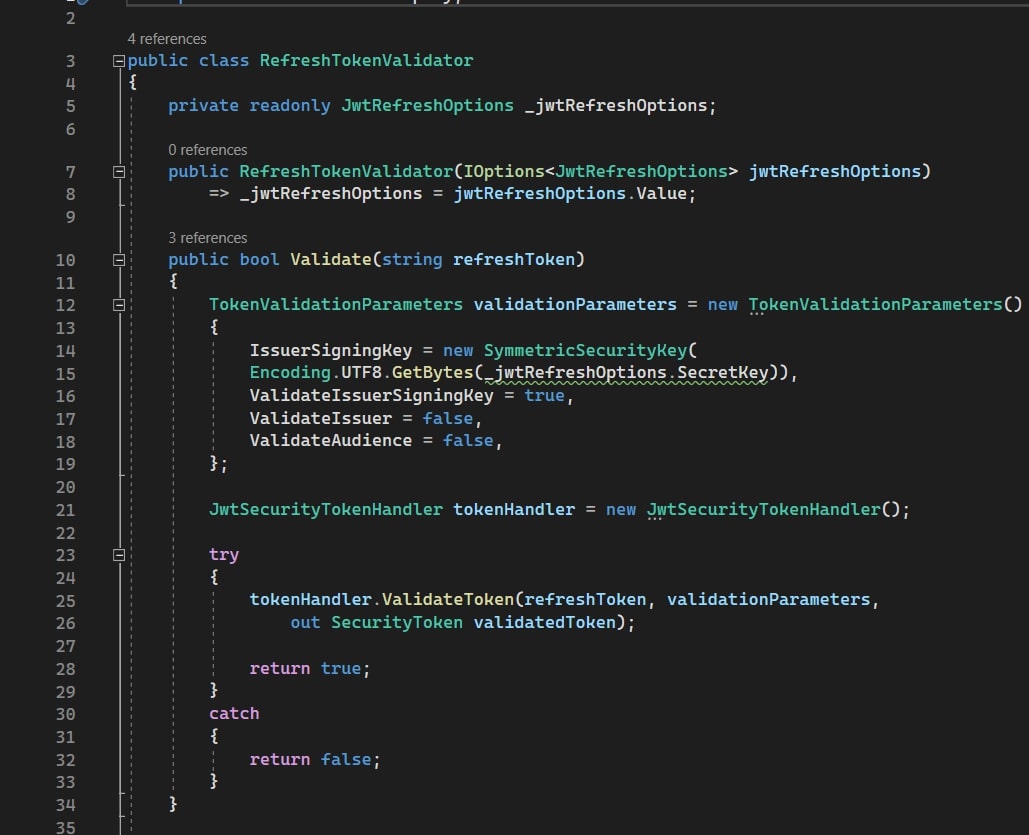 2
4 references
3 public class RefreshTokenValidator
4 {
5 private readonly JwtRefreshOptions _jwtRefreshOptions;
6
0 references
7 public RefreshTokenValidator(IOptions<JwtRefreshOptions> jwtRefreshOptions)
8 => _jwtRefreshOptions = jwtRefreshOptions.Value;
9
3 references
10 public bool Validate(string refreshToken)
11 {
12 TokenValidationParameters validationParameters = new TokenValidationParameters()
13 {
14 IssuerSigningKey = new SymmetricSecurityKey(
15 Encoding.UTF8.GetBytes(_jwtRefreshOptions.SecretKey)),
16 ValidateIssuerSigningKey = true,
17 ValidateIssuer = false,
18 ValidateAudience = false,
19 };
20
21 JwtSecurityTokenHandler tokenHandler = new JwtSecurityTokenHandler();
22
23 try
24 {
25 tokenHandler.ValidateToken(refreshToken, validationParameters,
26 out SecurityToken validatedToken);
27
28 return true;
29 }
30 catch
31 {
32 return false;
33 }
34 }
35